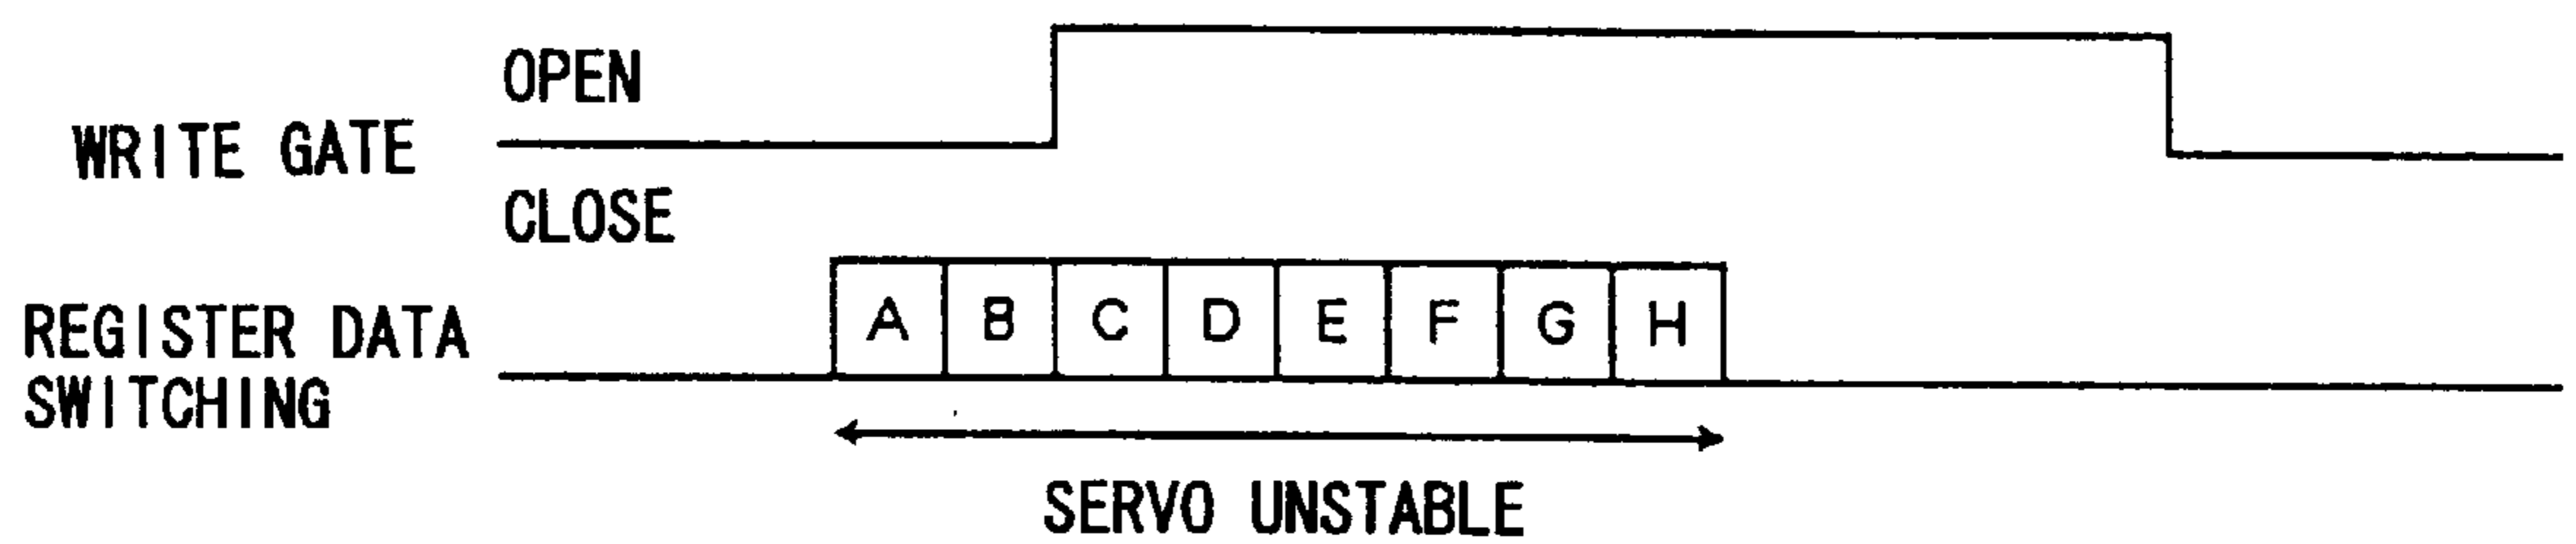 OPEN
WRITE GATE
CLOSE
A B C D E F G H
REGISTER DATA
SWITCHING
SERVO UNSTABLE